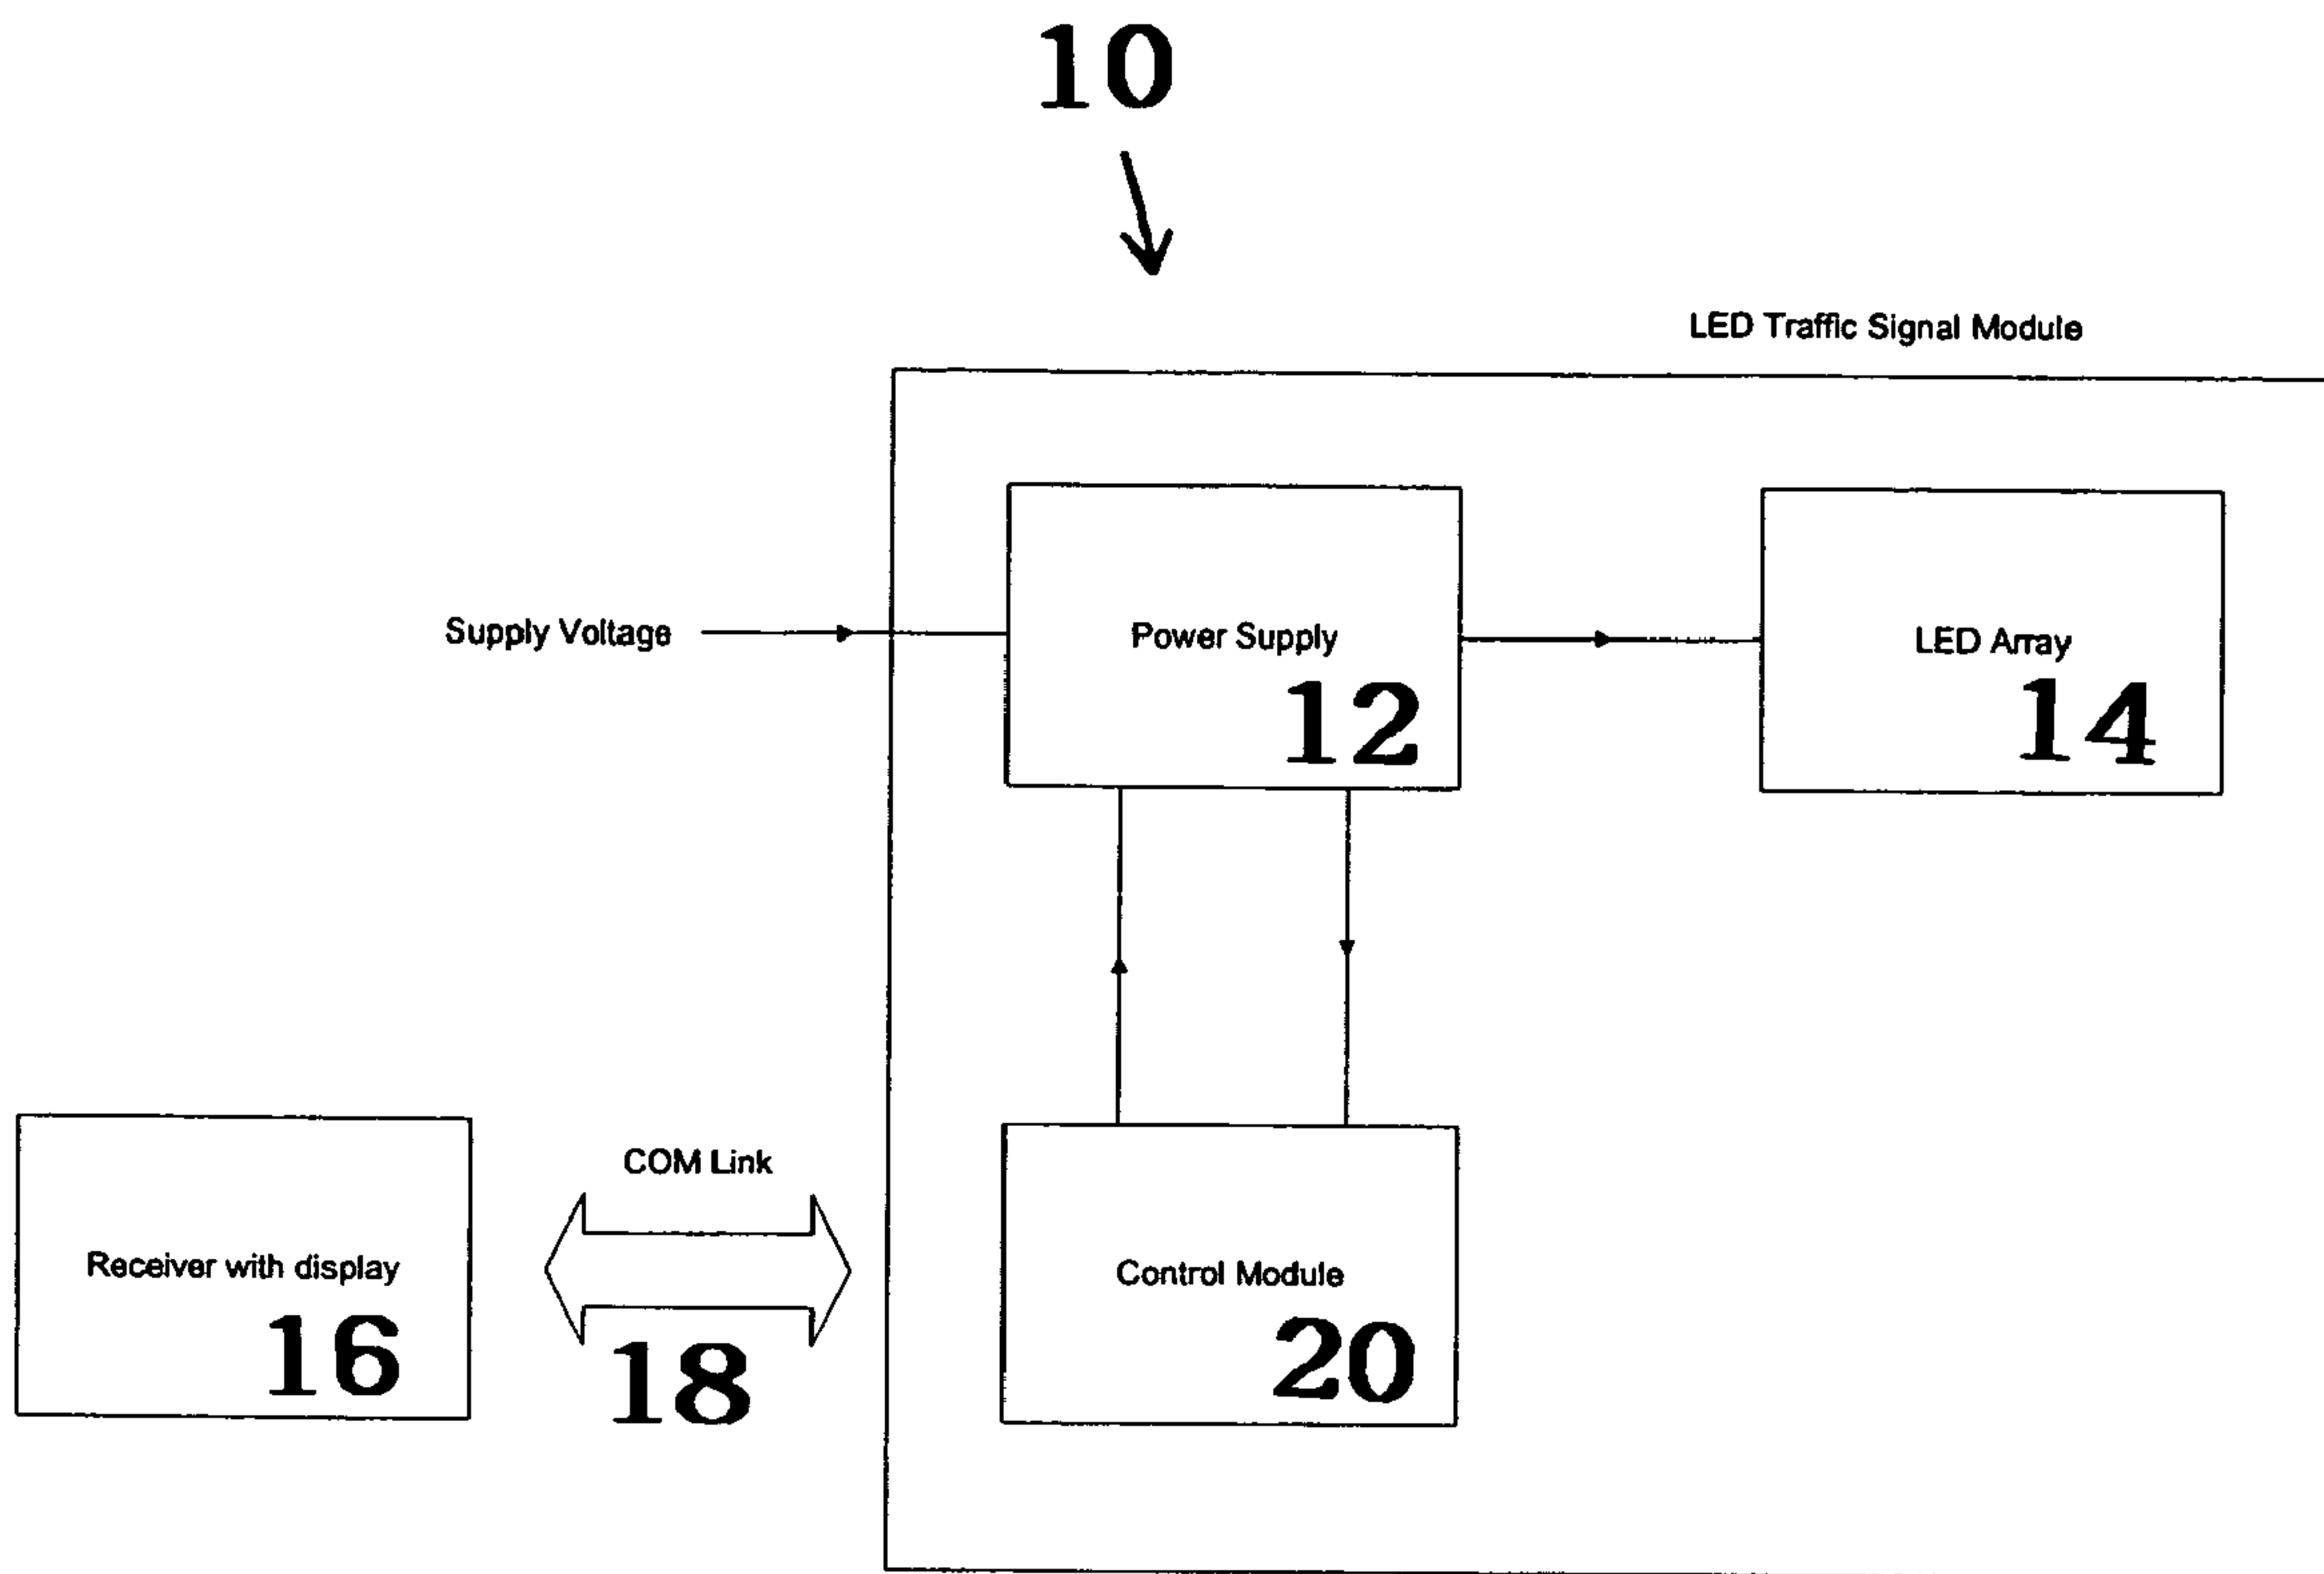 10
LED Traffic Signal Module
Supply Voltage
Power Supply
12
LED Array
14
COM Link
Receiver with display
16
18
Control Module
20